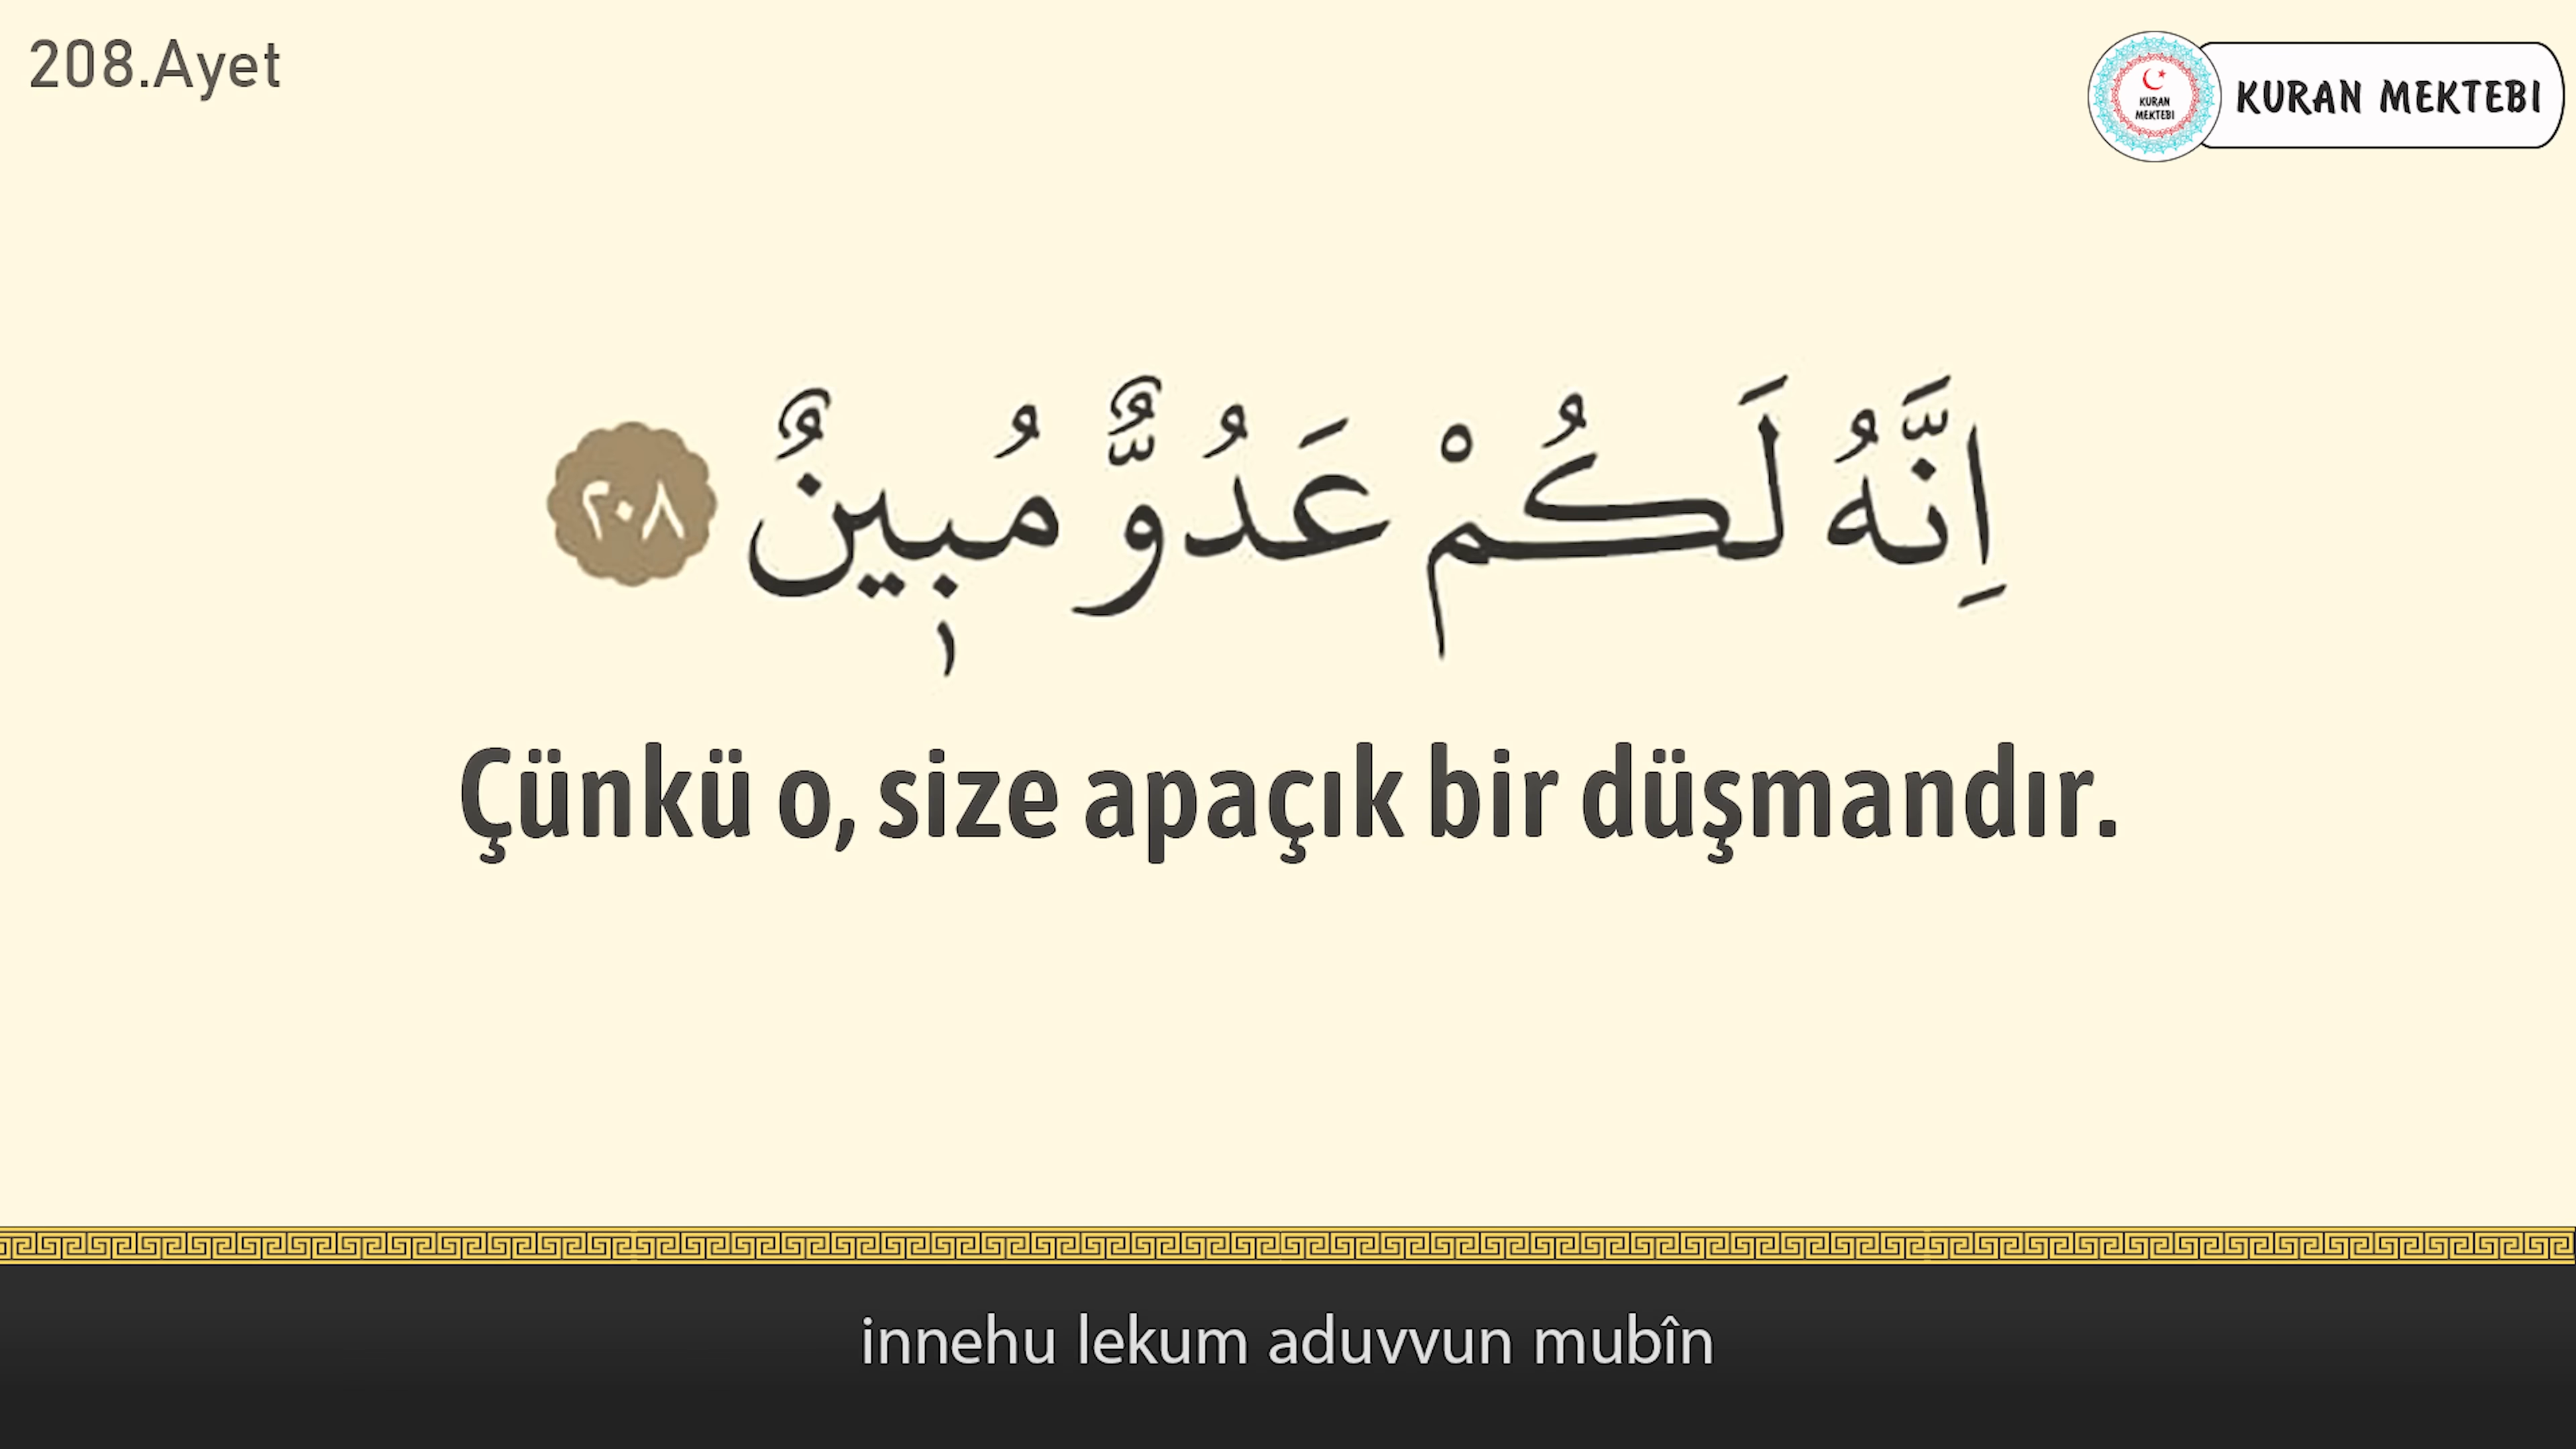 208.Ayet
KURAN MEKTEBI
KURAN MEKTEBI
اِنَّهُ لَكُمْ عَدُوٌّ مُبٖينٌ ﴿٢٠٨﴾
Çünkü o, size apaçık bir düşmandır.
innehu lekum aduvvun mubîn